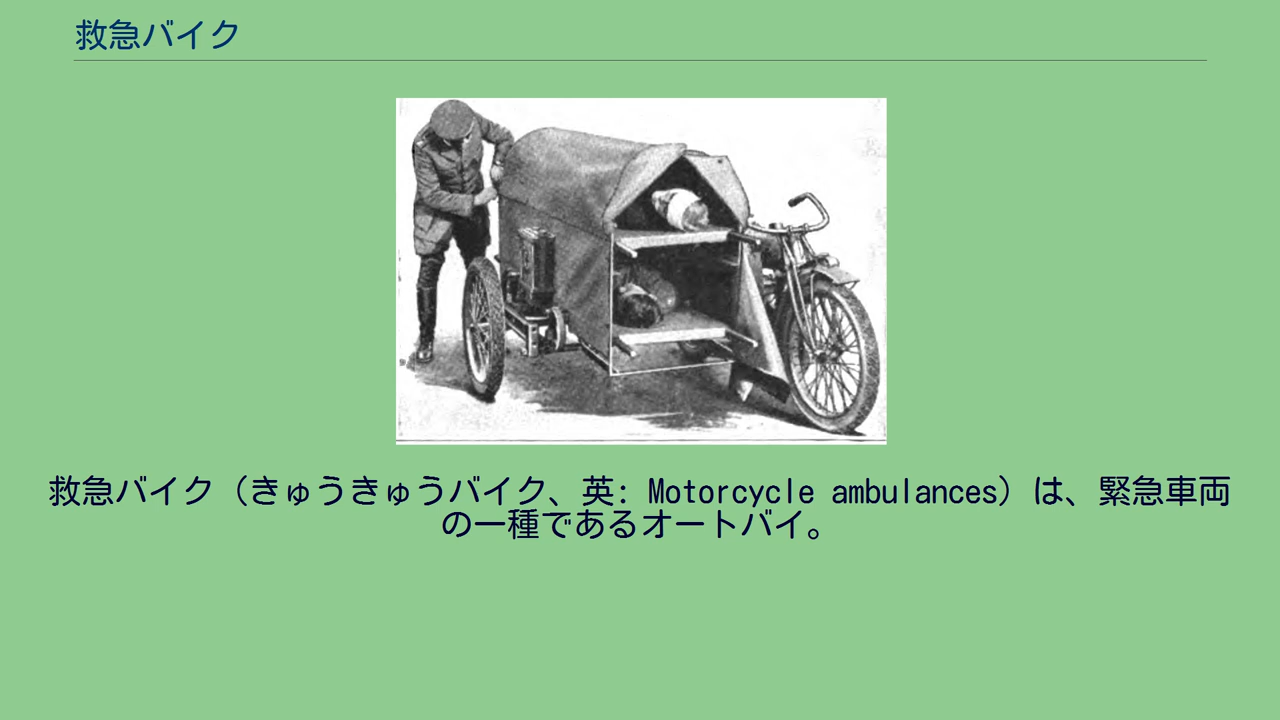 救急バイク
救急バイク（きゅうきゅうバイク、英: Motorcycle ambulances）は、緊急車両
の一種であるオートバイ。